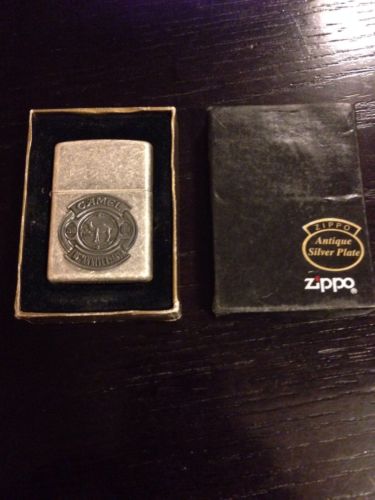 CAMEL
ZIPPO
Antique
Silver Plate
zippo®